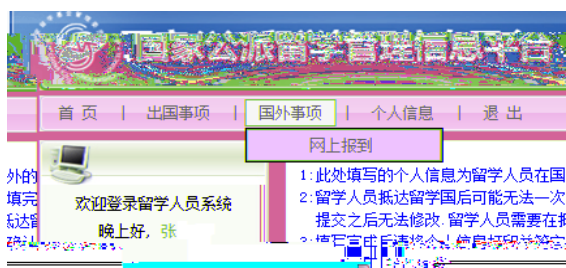 国家公派留学管理信息平台
首 页 | 出国事项 | 国外事项 | 个人信息 | 退 出
网上报到
外的
填完
抵达留
欢迎登录留学人员系统
晚上好, 张
1:此处填写的个人信息为留学人员在国
2:留学人员抵达留学国后可能无法一次
提交之后无法修改.留学人员需要在报